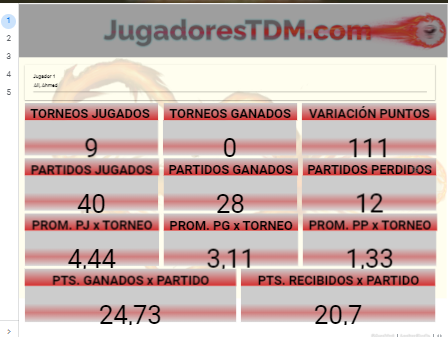 JugadoresTDM.com
1
2
3
4
5
Jugador 1
Ali, Ahmed
TORNEOS JUGADOS TORNEOS GANADOS VARIACIÓN PUNTOS
9 0 111
PARTIDOS JUGADOS PARTIDOS GANADOS PARTIDOS PERDIDOS
40 28 12
PROM. PJ x TORNEO PROM. PG x TORNEO PROM. PP x TORNEO
4,44 3,11 1,33
PTS. GANADOS x PARTIDO PTS. RECIBIDOS x PARTIDO
24,73 20,7